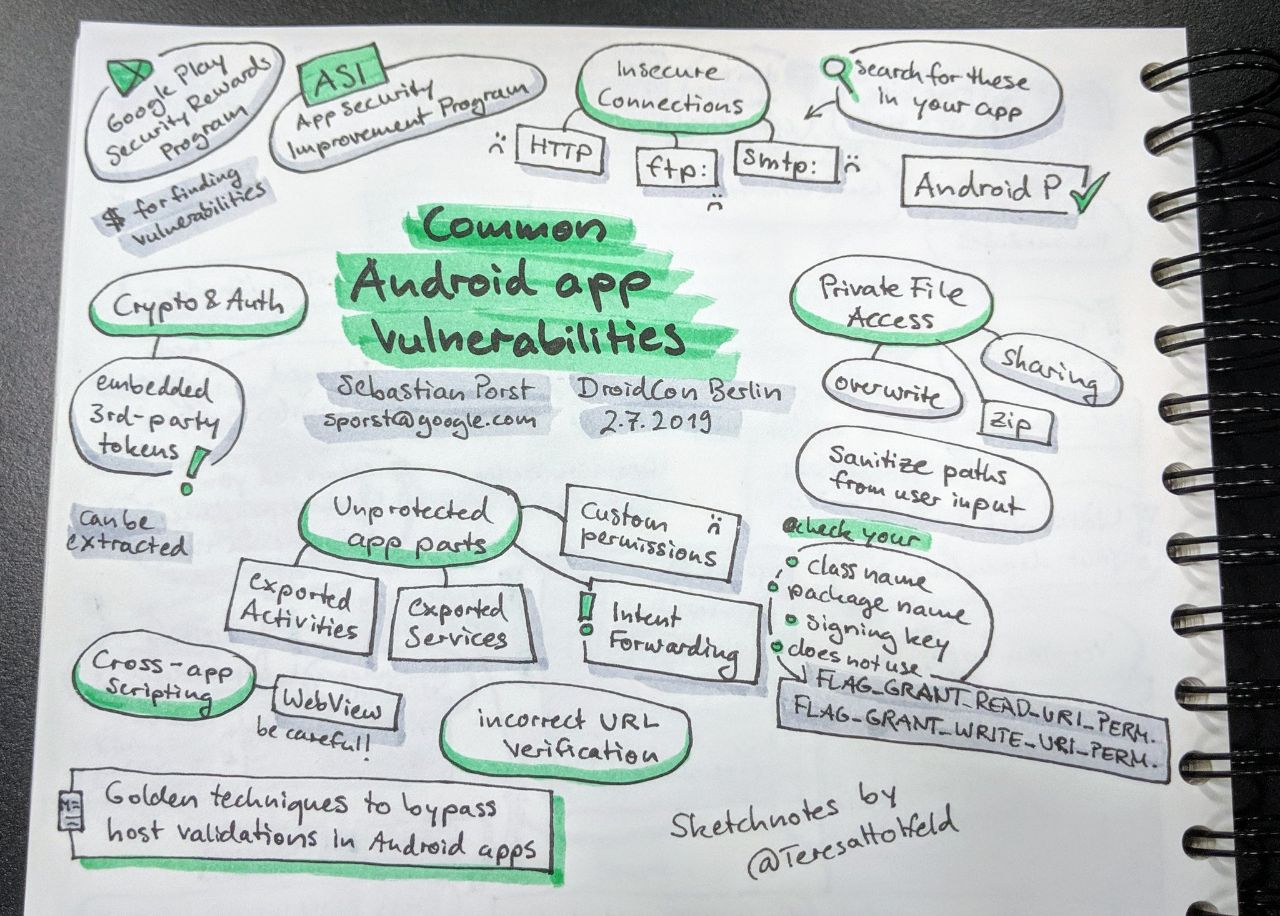 Google Play
Security Rewards
Program
$ for finding
vulnerabilities
ASI
App Security
Improvement Program
Insecure
Connections
HTTP
ftp:
smtp:
search for these
in your app
Android P
Common
Android app
vulnerabilities
Sebastian Porst
sporst@google.com
DroidCon Berlin
2.7.2019
Crypto & Auth
embedded
3rd-party
tokens!
can be
extracted
Private File
Access
overwrite
sharing
zip
Sanitize paths
from user input
Unprotected
app parts
Custom
permissions
exported
Activities
exported
Services
! Intent
Forwarding
check your
• class name
• package name
• signing key
• does not use
FLAG_GRANT_READ_URI_PERM.
FLAG_GRANT_WRITE_URI_PERM.
Cross-app
Scripting
WebView
be careful!
incorrect URL
Verification
M=
Golden techniques to bypass
host validations in Android apps
Sketchnotes by
@TeresaHolfeld